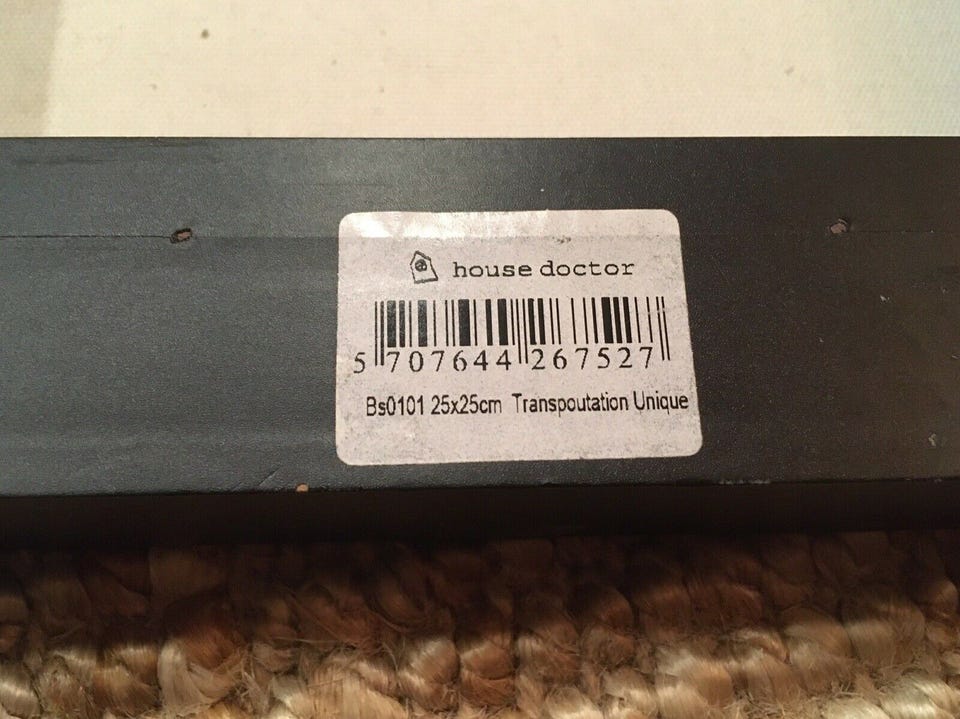 house doctor
5 707644 267527
Bs0101 25x25cm Transpoutation Unique